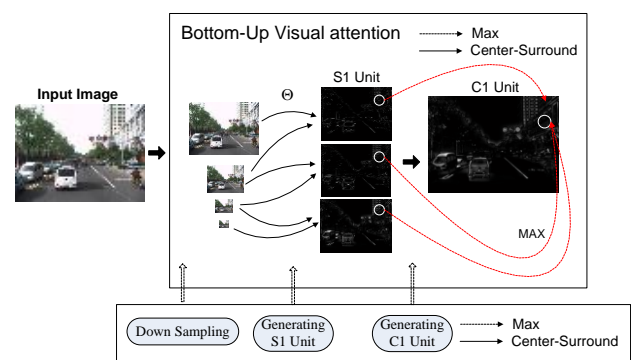 Bottom-Up Visual attention
Max
Center-Surround
Input Image
Θ
S1 Unit
C1 Unit
MAX
Down Sampling
Generating
S1 Unit
Generating
C1 Unit
Max
Center-Surround